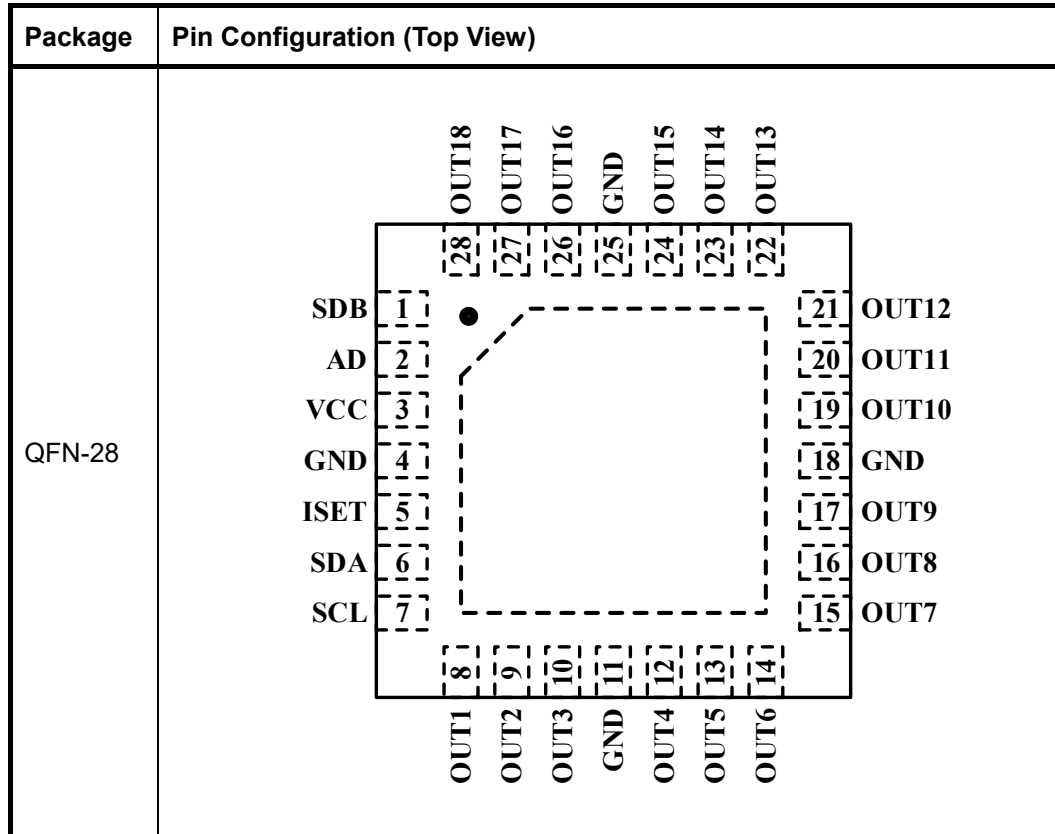 Package Pin Configuration (Top View)
QFN-28
OUT18 OUT17 OUT16 GND OUT15 OUT14 OUT13
28 27 26 25 24 23 22
SDB 1 21 OUT12
AD 2 20 OUT11
VCC 3 19 OUT10
GND 4 18 GND
ISET 5 17 OUT9
SDA 6 16 OUT8
SCL 7 15 OUT7
8 9 10 11 12 13 14
OUT1 OUT2 OUT3 GND OUT4 OUT5 OUT6